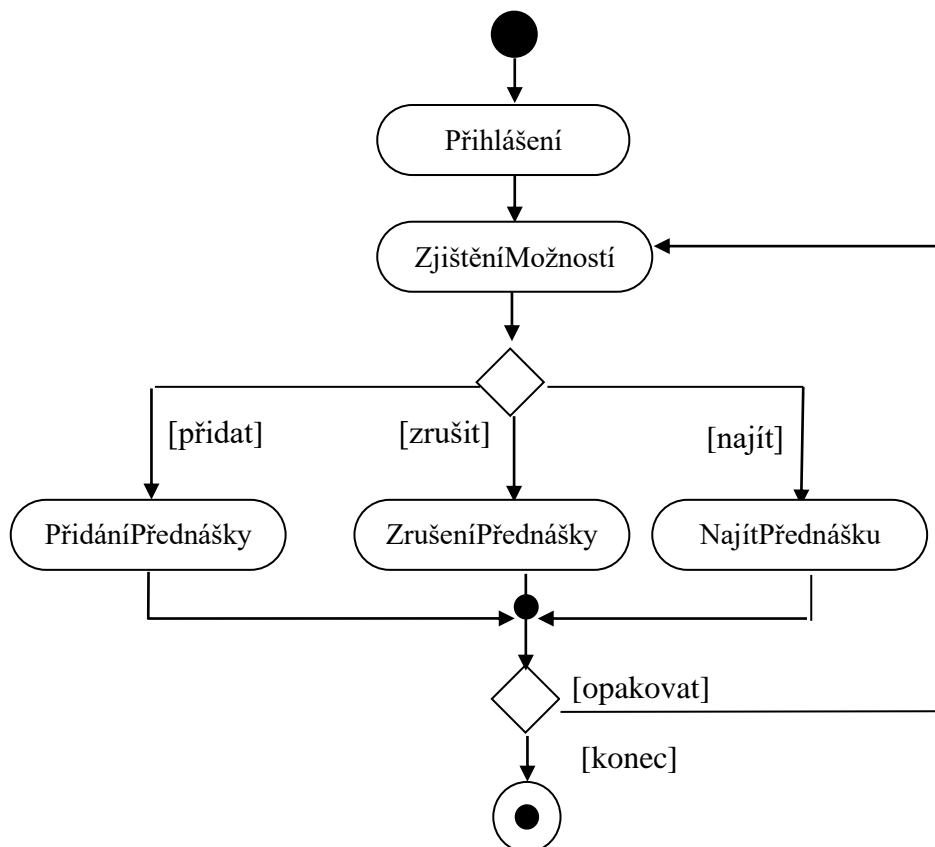 Přihlášení
ZjištěníMožností
[přidat]
[zrušit]
[najít]
PřidáníPřednášky
ZrušeníPřednášky
NajítPřednášku
[opakovat]
[konec]